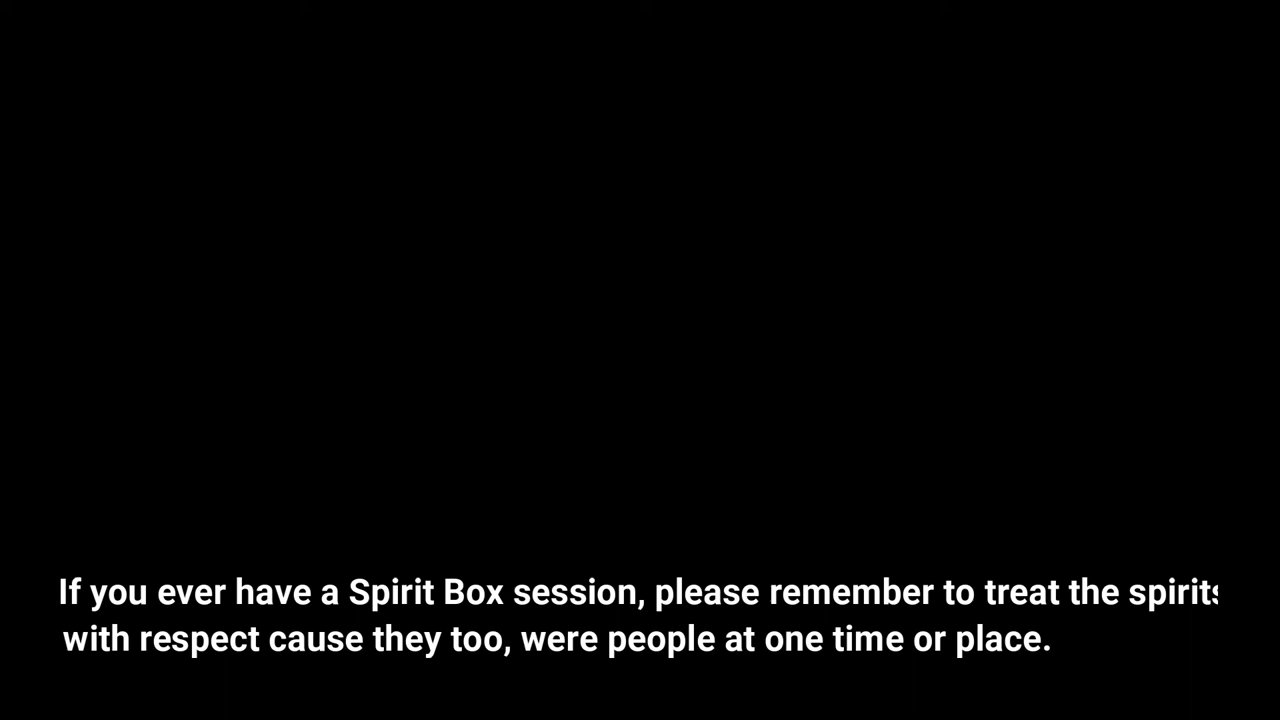 If you ever have a Spirit Box session, please remember to treat the spirits
with respect cause they too, were people at one time or place.